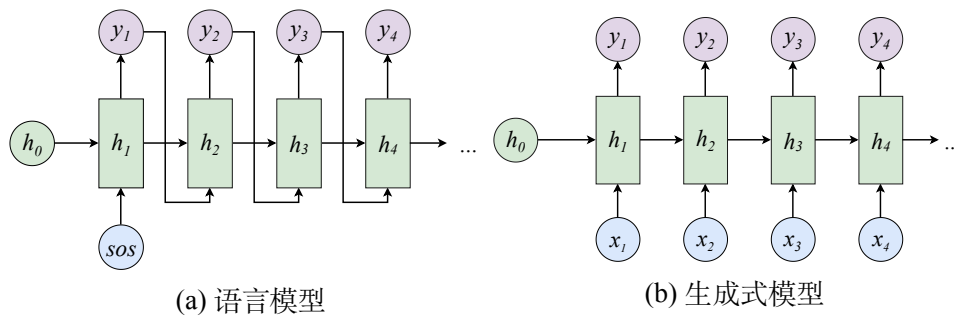 y1 y2 y3 y4
h0 h1 h2 h3 h4 ...
sos
(a) 语言模型
y1 y2 y3 y4
h0 h1 h2 h3 h4 ..
x1 x2 x3 x4
(b) 生成式模型